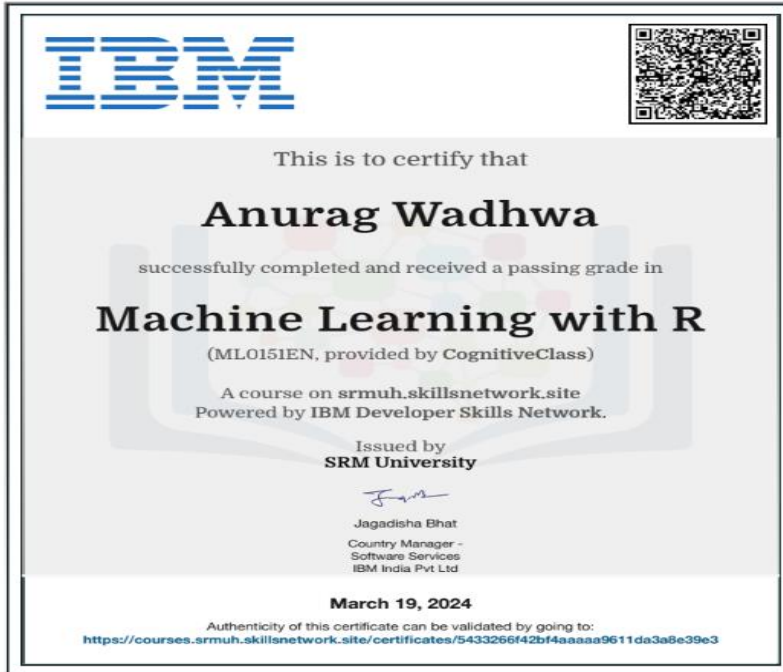 IBM
This is to certify that
Anurag Wadhwa
successfully completed and received a passing grade in
Machine Learning with R
(ML0151EN, provided by CognitiveClass)
A course on srmuh.skillsnetwork.site
Powered by IBM Developer Skills Network.
Issued by
SRM University
Jagadisha Bhat
Country Manager -
Software Services
IBM India Pvt Ltd
March 19, 2024
Authenticity of this certificate can be validated by going to:
https://courses.srmuh.skillsnetwork.site/certificates/5433266f42bf4aaaaa9611da3a8e39e3